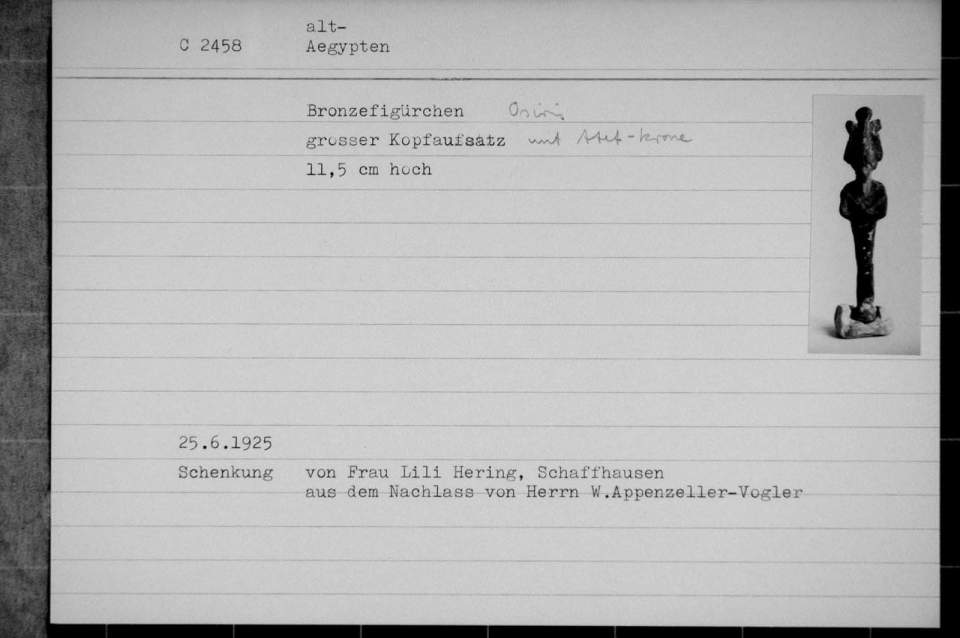 alt-
C 2458 Aegypten
Bronzefigürchen Osiris
grosser Kopfaufsatz mit Atef-Krone
11,5 cm hoch
25.6.1925
Schenkung von Frau Lili Hering, Schaffhausen
aus dem Nachlass von Herrn W.Appenzeller-Vogler